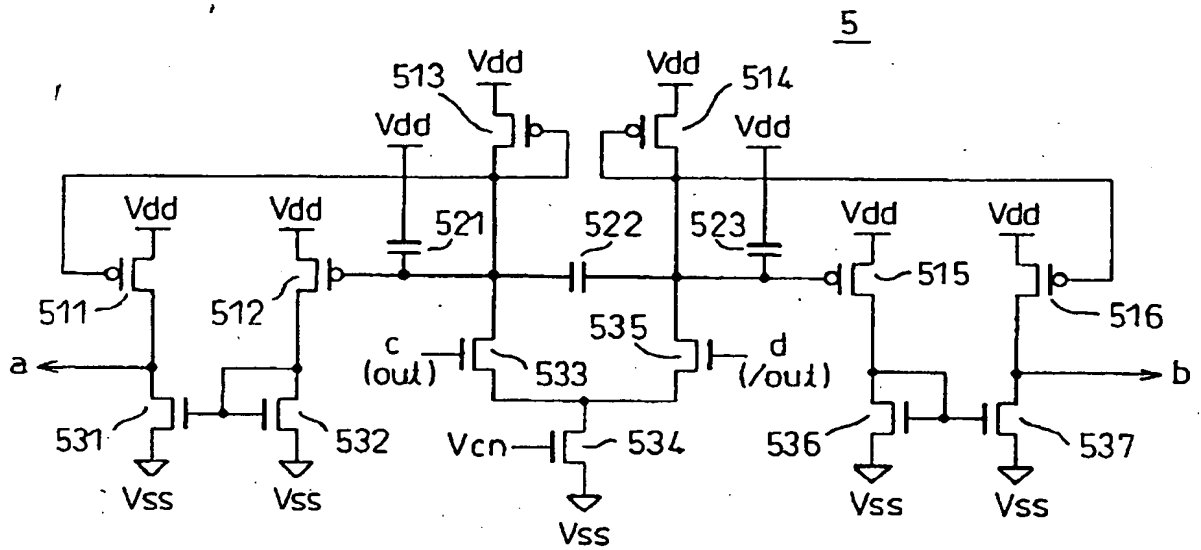 5
Vdd
Vdd
513
514
Vdd
Vdd
Vdd
Vdd
521
522
523
Vdd
Vdd
511
512
515
516
c
(out)
533
535
d
(/out)
a
b
531
532
Vcn
534
536
537
Vss
Vss
Vss
Vss
Vss